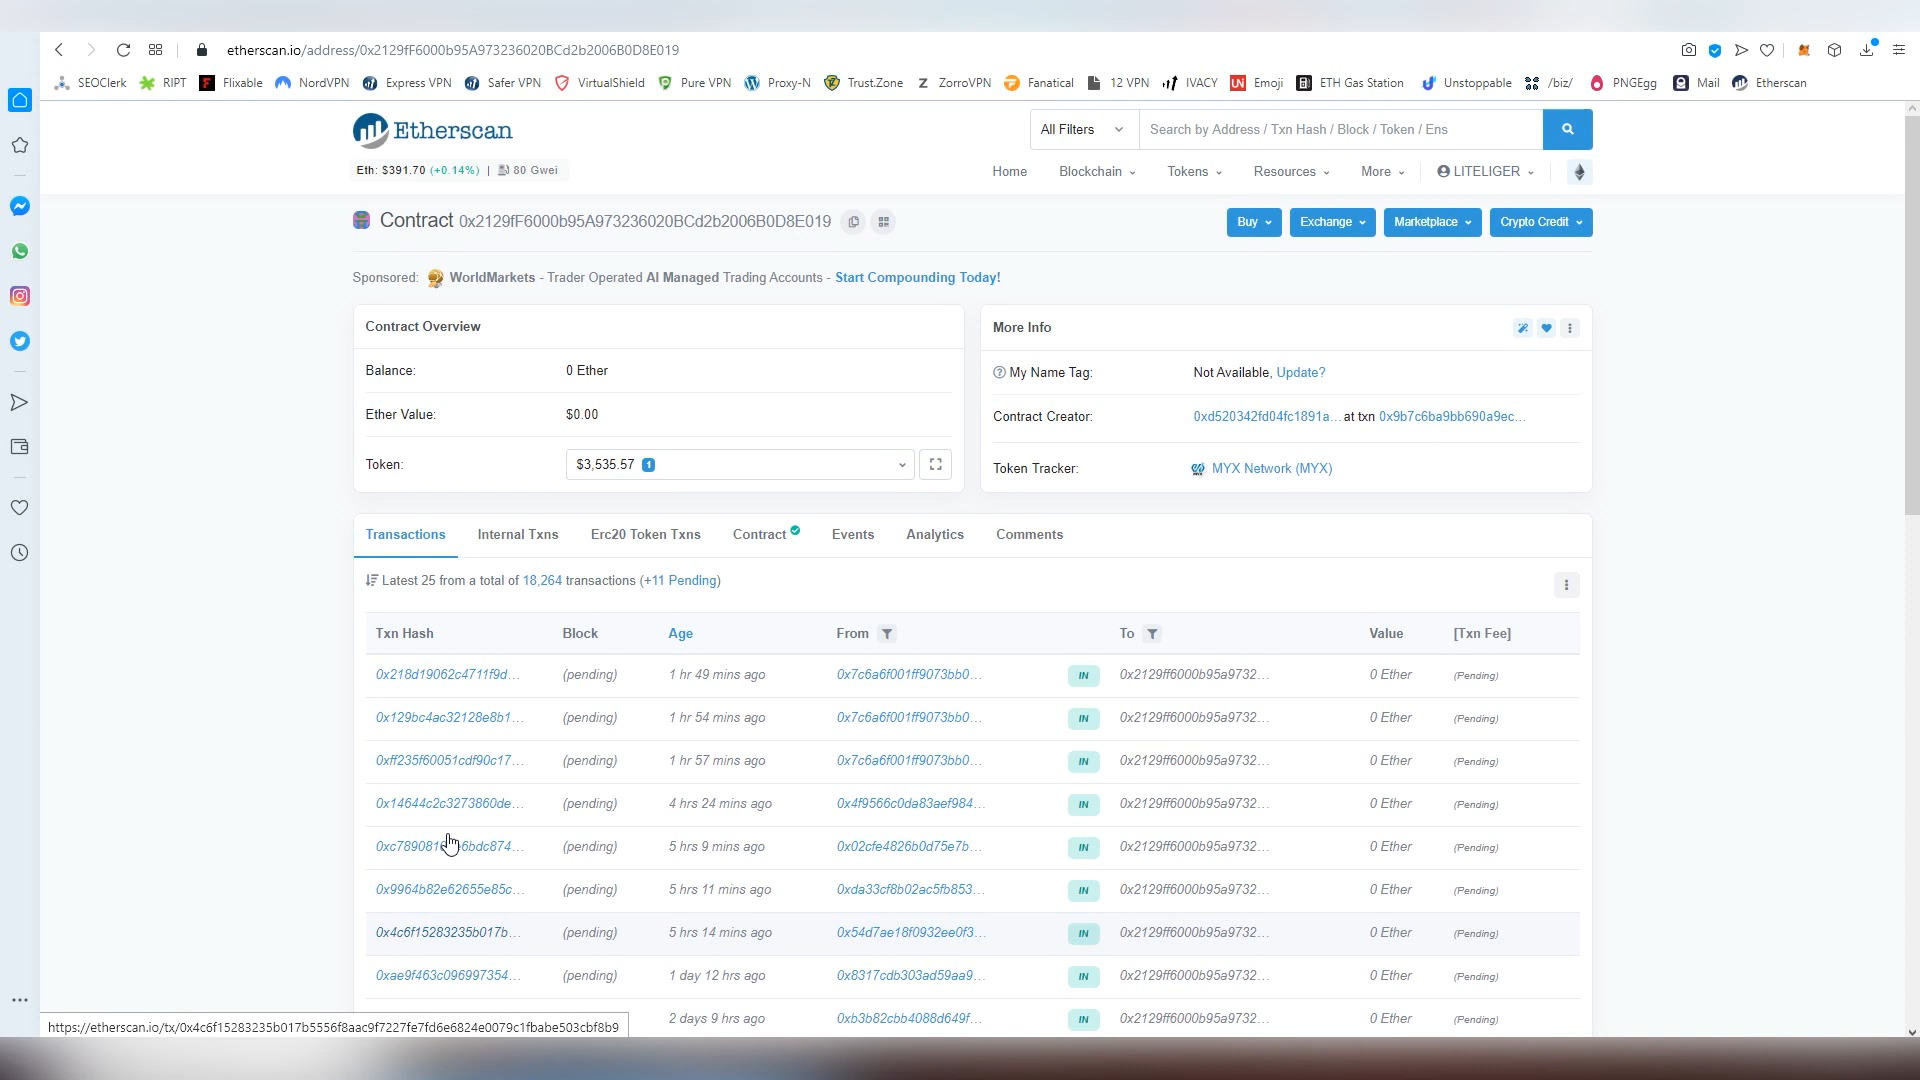 etherscan.io/address/0x2129fF6000b95A973236020BCd2b2006B0D8E019
SEOClerk RIPT Flixable NordVPN Express VPN Safer VPN VirtualShield Pure VPN Proxy-N Trust.Zone ZorroVPN Fanatical 12 VPN IVACY Emoji ETH Gas Station Unstoppable /biz/ PNGEgg Mail Etherscan
Etherscan
All Filters Search by Address / Txn Hash / Block / Token / Ens
Eth: $391.70 (+0.14%) | 80 Gwei
Home Blockchain Tokens Resources More LITELIGER
Contract 0x2129fF6000b95A973236020BCd2b2006B0D8E019
Buy Exchange Marketplace Crypto Credit
Sponsored: WorldMarkets - Trader Operated AI Managed Trading Accounts - Start Compounding Today!
Contract Overview
Balance: 0 Ether
Ether Value: $0.00
Token: $3,535.57 1
More Info
My Name Tag: Not Available, Update?
Contract Creator: 0xd520342fd04fc1891a... at txn 0x9b7c6ba9bb690a9ec...
Token Tracker: MYX Network (MYX)
Transactions Internal Txns Erc20 Token Txns Contract Events Analytics Comments
Latest 25 from a total of 18,264 transactions (+11 Pending)
Txn Hash Block Age From To Value [Txn Fee]
0x218d19062c4711f9d... (pending) 1 hr 49 mins ago 0x7c6a6f001ff9073bb0... IN 0x2129ff6000b95a9732... 0 Ether (Pending)
0x129bc4ac32128e8b1... (pending) 1 hr 54 mins ago 0x7c6a6f001ff9073bb0... IN 0x2129ff6000b95a9732... 0 Ether (Pending)
0xff235f60051cdf90c17... (pending) 1 hr 57 mins ago 0x7c6a6f001ff9073bb0... IN 0x2129ff6000b95a9732... 0 Ether (Pending)
0x14644c2c3273860de... (pending) 4 hrs 24 mins ago 0x4f9566c0da83aef984... IN 0x2129ff6000b95a9732... 0 Ether (Pending)
(pending) 5 hrs 9 mins ago 0x02cfe4826b0d75e7b... IN 0x2129ff6000b95a9732... 0 Ether (Pending)
0x9964b82e62655e85c... (pending) 5 hrs 11 mins ago 0xda33cf8b02ac5fb853... IN 0x2129ff6000b95a9732... 0 Ether (Pending)
0x4c6f15283235b017b... (pending) 5 hrs 14 mins ago 0x54d7ae18f0932ee0f3... IN 0x2129ff6000b95a9732... 0 Ether (Pending)
0xae9f463c096997354... (pending) 1 day 12 hrs ago 0x8317cdb303ad59aa9... IN 0x2129ff6000b95a9732... 0 Ether (Pending)
2 days 9 hrs ago 0xb3b82cbb4088d649f... IN 0x2129ff6000b95a9732... 0 Ether (Pending)
https://etherscan.io/tx/0x4c6f15283235b017b5556f8aac9f7227fe7fd6e6824e0079c1fbabe503cbf8b9